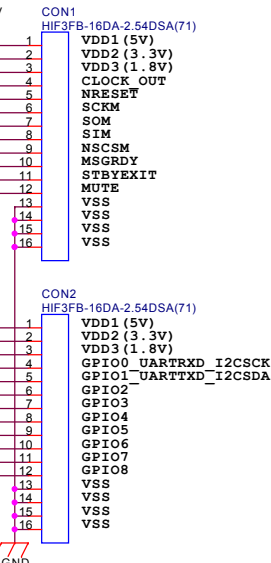 CON1
HIF3FB-16DA-2.54DSA(71)
1 VDD1(5V)
2 VDD2(3.3V)
3 VDD3(1.8V)
4 CLOCK_OUT
5 NRESET
6 SCKM
7 SOM
8 SIM
9 NSCSM
10 MSGRDY
11 STBYEXIT
12 MUTE
13 VSS
14 VSS
15 VSS
16 VSS
CON2
HIF3FB-16DA-2.54DSA(71)
1 VDD1(5V)
2 VDD2(3.3V)
3 VDD3(1.8V)
4 GPIO0_UARTRXD_I2CSCK
5 GPIO1_UARTTXD_I2CSDA
6 GPIO2
7 GPIO3
8 GPIO4
9 GPIO5
10 GPIO6
11 GPIO7
12 GPIO8
13 VSS
14 VSS
15 VSS
16 VSS
GND